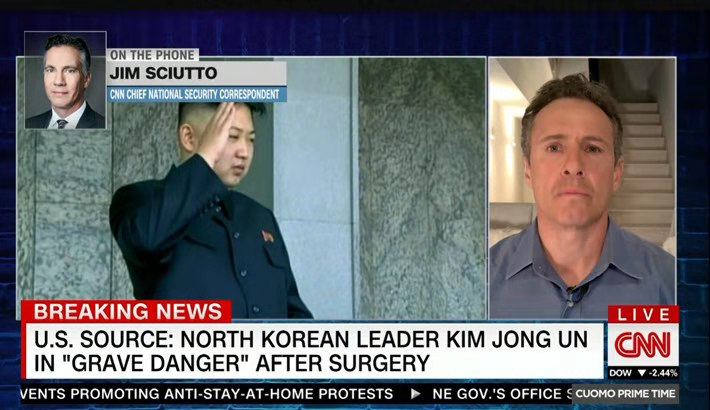 ON THE PHONE
JIM SCIUTTO
CNN CHIEF NATIONAL SECURITY CORRESPONDENT
BREAKING NEWS
U.S. SOURCE: NORTH KOREAN LEADER KIM JONG UN
IN "GRAVE DANGER" AFTER SURGERY
LIVE
CNN
DOW ▼ -2.44%
VENTS PROMOTING ANTI-STAY-AT-HOME PROTESTS ▶ NE GOV.'S OFFICE S
CUOMO PRIME TIME